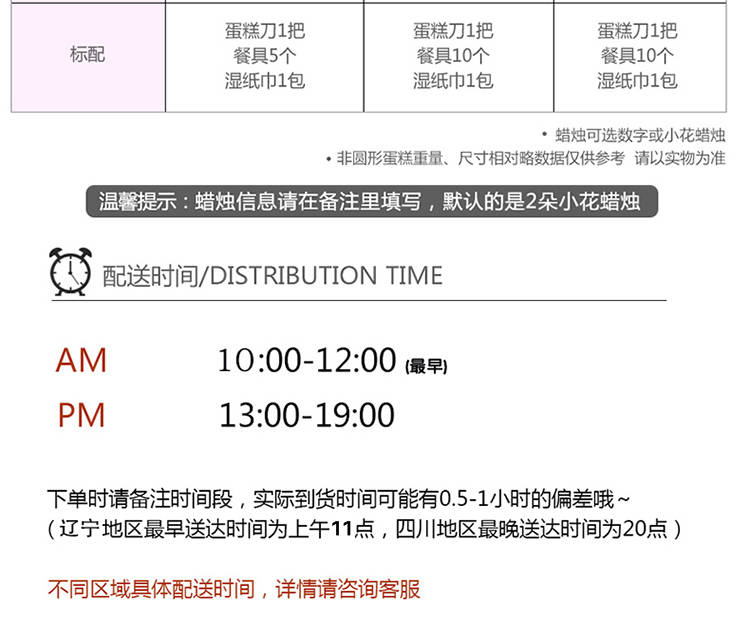 标配
蛋糕刀1把 蛋糕刀1把 蛋糕刀1把
餐具5个 餐具10个 餐具10个
湿纸巾1包 湿纸巾1包 湿纸巾1包
• 蜡烛可选数字或小花蜡烛
• 非圆形蛋糕重量、尺寸相对略数据仅供参考 请以实物为准
温馨提示：蜡烛信息请在备注里填写，默认的是2朵小花蜡烛
配送时间/DISTRIBUTION TIME
AM 10:00-12:00 (最早)
PM 13:00-19:00
下单时请备注时间段，实际到货时间可能有0.5-1小时的偏差哦~
（辽宁地区最早送达时间为上午11点，四川地区最晚送达时间为20点）
不同区域具体配送时间，详情请咨询客服